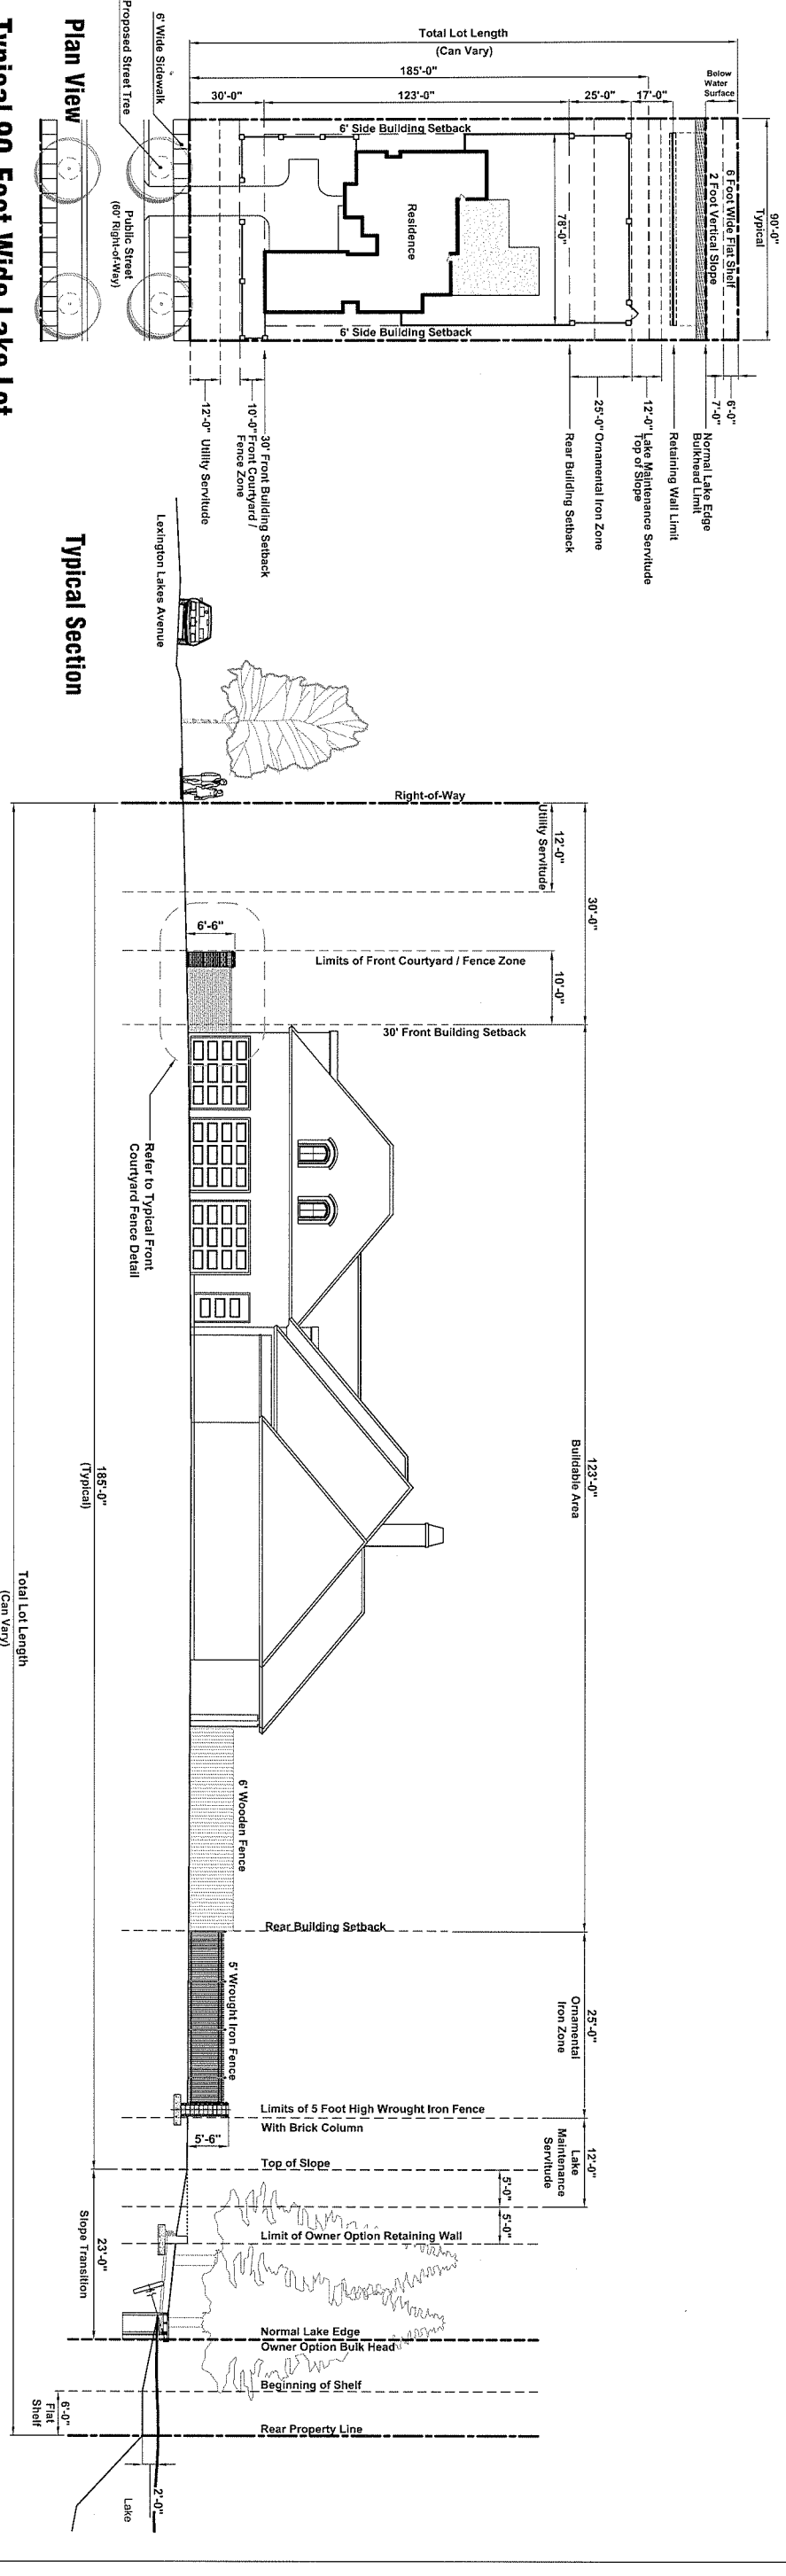 Total Lot Length
(Can Vary)
185'-0"
30'-0"
123'-0"
25'-0"
17'-0"
Below
Water
Surface
90'-0"
Typical
6' Side Building Setback
6' Side Building Setback
78'-0"
Residence
6 Foot Wide Flat Shelf
2 Foot Vertical Slope
Plan View
6' Wide Sidewalk
Proposed Street Tree
Public Street
(60' Right-of-Way)
6'-0"
7'-0"
Normal Lake Edge
Bulkhead Limit
Retaining Wall Limit
12'-0" Lake Maintenance Servitude
Top of Slope
25'-0" Ornamental Iron Zone
Rear Building Setback
30' Front Building Setback
10'-0" Front Courtyard /
Fence Zone
12'-0" Utility Servitude
Typical Section
Lexington Lakes Avenue
Right-of-Way
12'-0"
Utility Servitude
30'-0"
6'-6"
Limits of Front Courtyard / Fence Zone
10'-0"
30' Front Building Setback
Refer to Typical Front
Courtyard Fence Detail
123'-0"
Buildable Area
185'-0"
(Typical)
Total Lot Length
(Can Vary)
6' Wooden Fence
Rear Building Setback
5' Wrought Iron Fence
25'-0"
Ornamental
Iron Zone
Limits of 5 Foot High Wrought Iron Fence
With Brick Column
5'-6"
12'-0"
Lake
Maintenance
Servitude
Top of Slope
5'-0"
5'-0"
Limit of Owner Option Retaining Wall
23'-0"
Slope Transition
Normal Lake Edge
Owner Option Bulk Head
Beginning of Shelf
6'-0"
Flat
Shelf
Rear Property Line
2'-0"
Lake